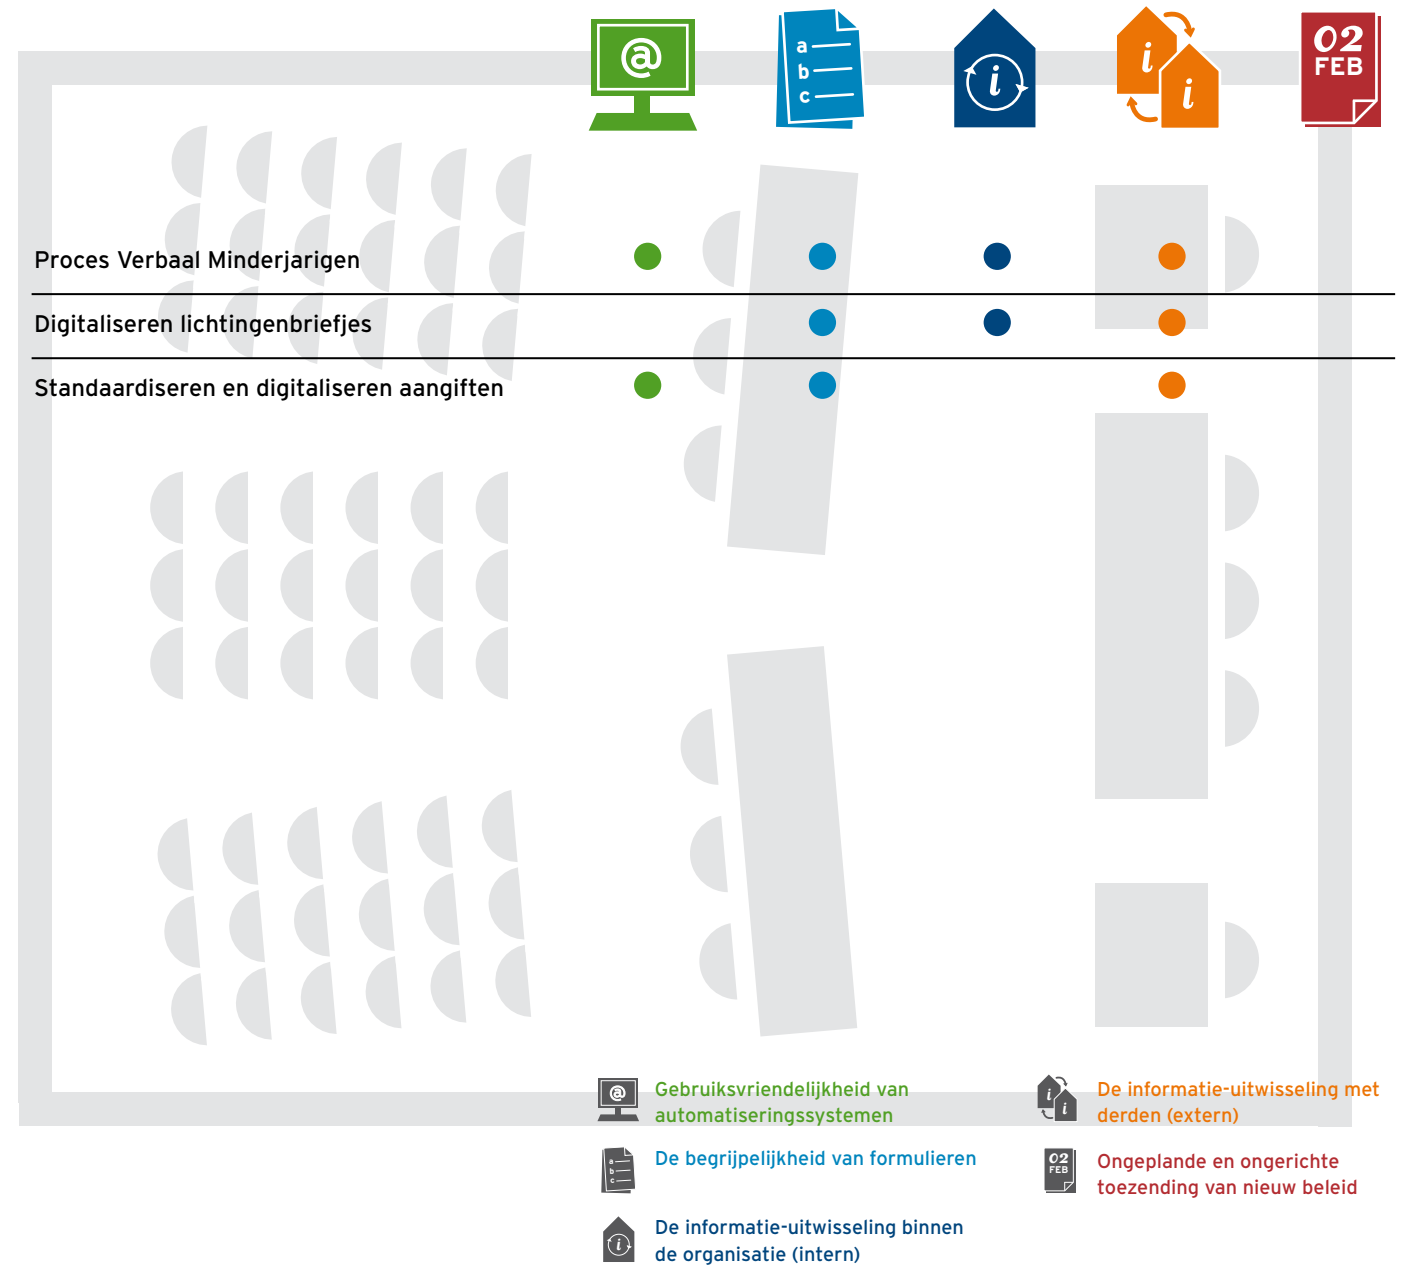 @
a
b
c
i
i
i
02
FEB
Proces Verbaal Minderjarigen
Digitaliseren lichtingenbriefjes
Standaardiseren en digitaliseren aangiften
@
Gebruiksvriendelijkheid van
automatiseringssystemen
a
b
c
De begrijpelijkheid van formulieren
i
De informatie-uitwisseling binnen
de organisatie (intern)
i
i
De informatie-uitwisseling met
derden (extern)
02
FEB
Ongeplande en ongerichte
toezending van nieuw beleid